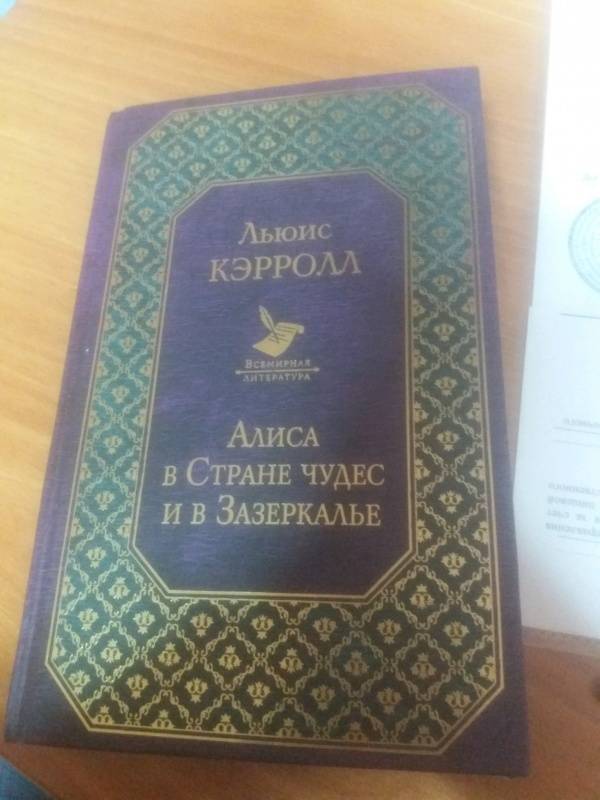 Льюис
КЭРРОЛЛ
Всемирная
литература
Алиса
в Стране чудес
и в Зазеркалье